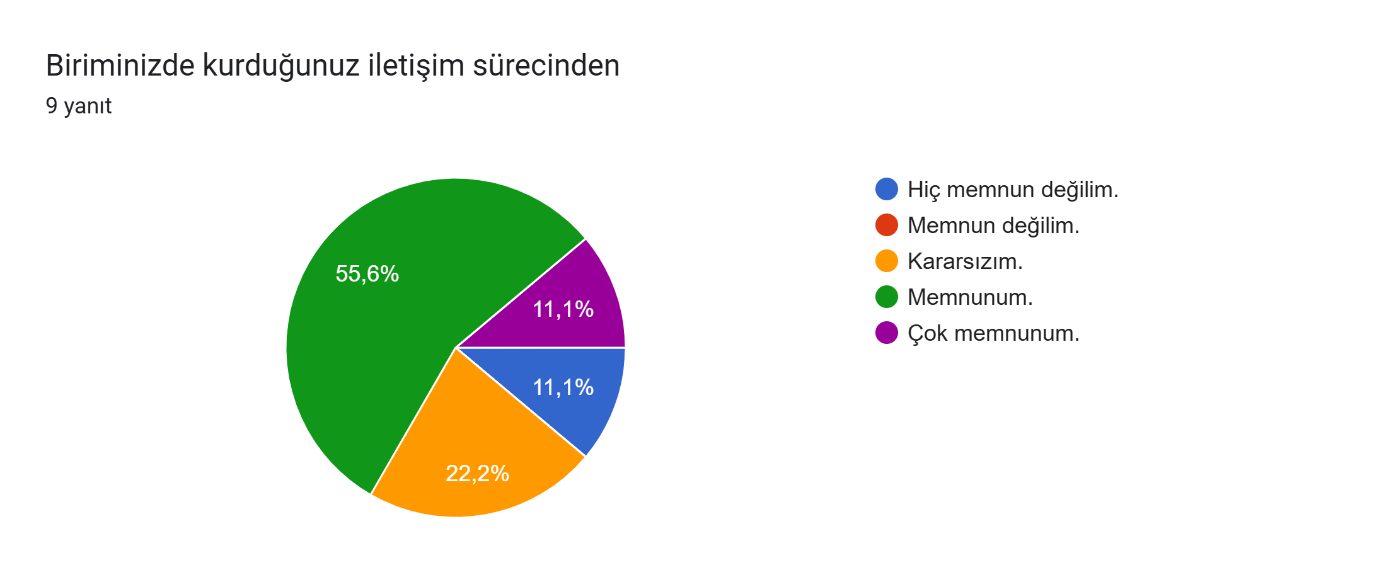 Biriminizde kurduğunuz iletişim sürecinden
9 yanıt
55,6%
11,1%
11,1%
22,2%
Hiç memnun değilim.
Memnun değilim.
Kararsızım.
Memnunum.
Çok memnunum.